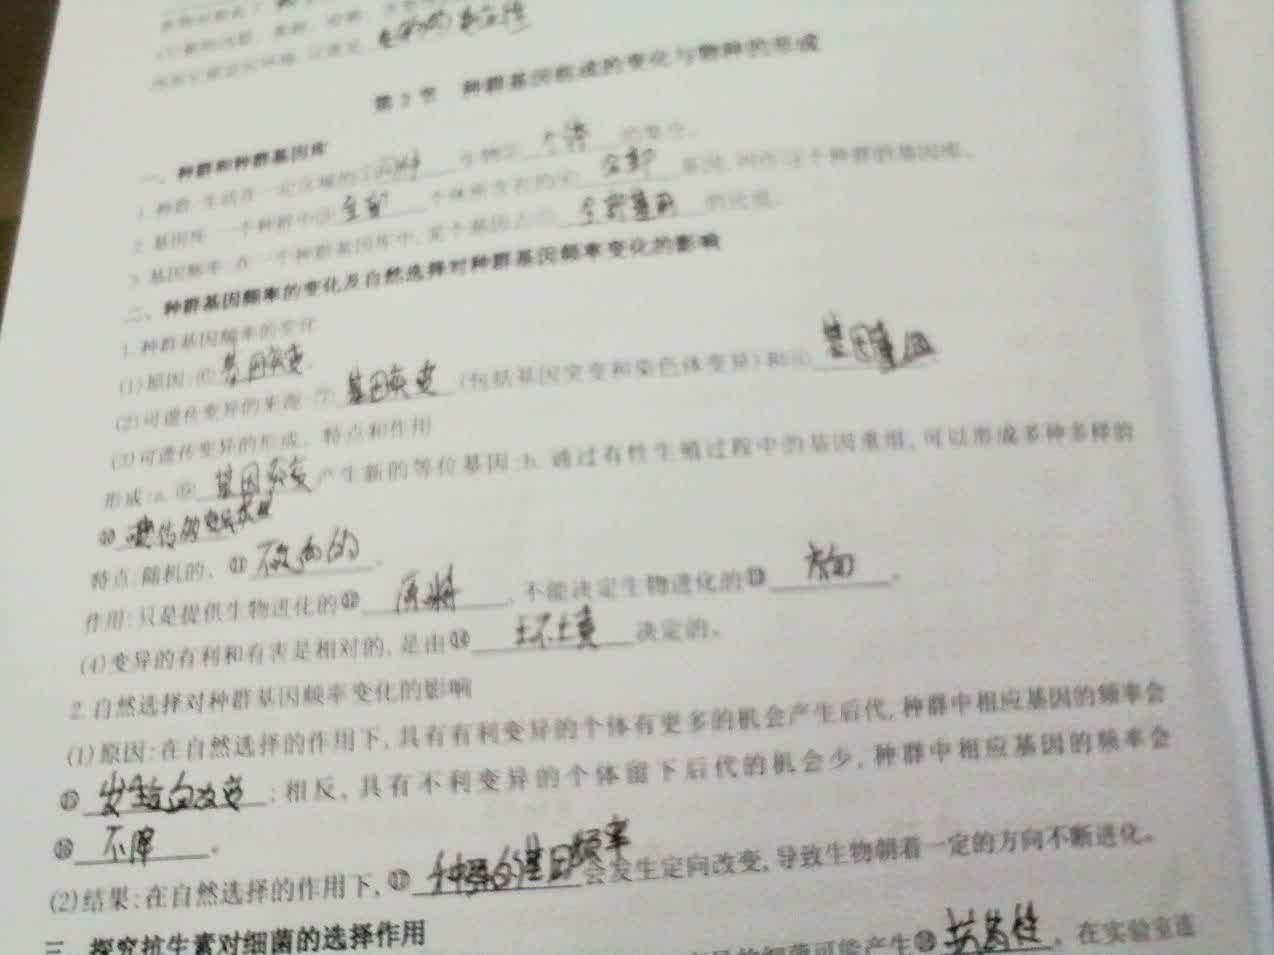 生物的适应性
第3节 种群基因组成的变化与物种的形成
一、种群和种群基因库
1.种群:生活在一定区域的①同种 生物②个体 的集合。
2.基因库:一个种群中③全部 个体所含有的④全部 基因,叫作这个种群的基因库。
3.基因频率:在一个种群基因库中,某个基因占⑤全部基因 的比值。
二、种群基因频率的变化及自然选择对种群基因频率变化的影响
1.种群基因频率的变化
(1)原因:⑥基因突变
(2)可遗传变异的来源:⑦基因突变(包括基因突变和染色体变异)和⑧基因重组
(3)可遗传变异的形成、特点和作用
形成:a.⑨基因突变产生新的等位基因;b.通过有性生殖过程中的基因重组,可以形成多种多样的
⑩遗传的
特点:随机的、⑪不定向的。
作用:只是提供生物进化的⑫原料,不能决定生物进化的⑬方向。
(4)变异的有利和有害是相对的,是由⑭环境决定的。
2.自然选择对种群基因频率变化的影响
(1)原因:在自然选择的作用下,具有有利变异的个体有更多的机会产生后代,种群中相应基因的频率会
⑮发生定向改变;相反,具有不利变异的个体留下后代的机会少,种群中相应基因的频率会
⑯下降。
(2)结果:在自然选择的作用下,⑰种群的基因频率会发生定向改变,导致生物朝着一定的方向不断进化。
三、探究抗生素对细菌的选择作用
的细菌可能产生⑱抗药性。在实验室连